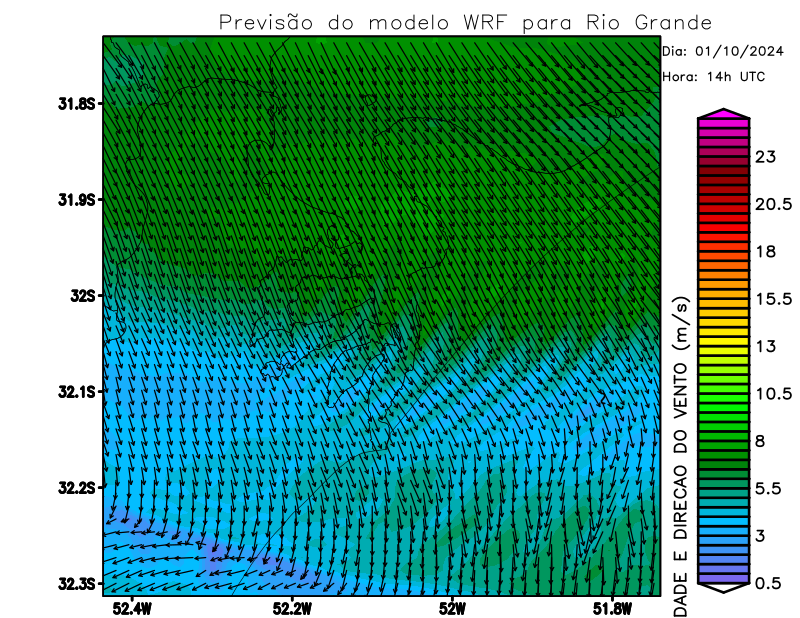 Previsão do modelo WRF para Rio Grande
Dia: 01/10/2024
Hora: 14h UTC
31.8S
31.9S
32S
32.1S
32.2S
32.3S
52.4W
52.2W
52W
51.8W
DADE E DIRECAO DO VENTO (m/s)
23
20.5
18
15.5
13
10.5
8
5.5
3
0.5